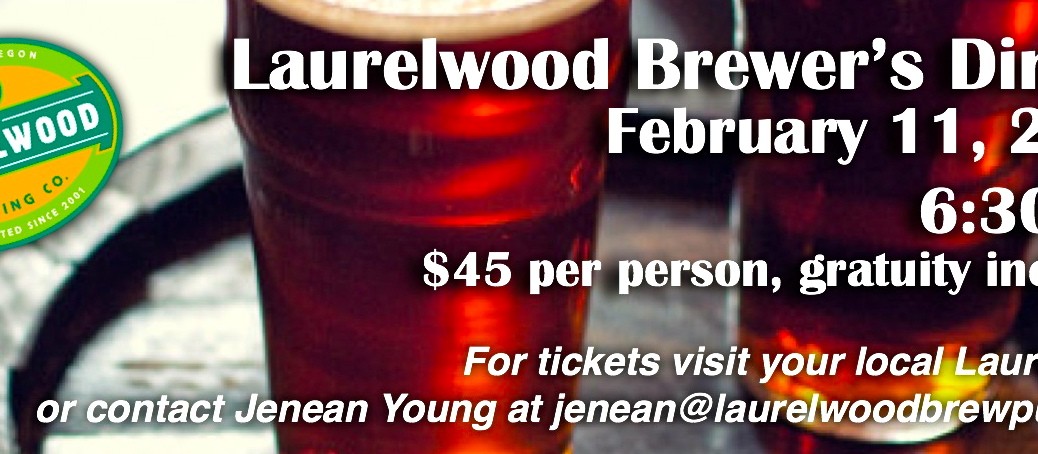 EGON
LWOOD
ING CO.
TED SINCE 2001
Laurelwood Brewer's Din
February 11, 2
6:30
$45 per person, gratuity inc
For tickets visit your local Laur
or contact Jenean Young at jenean@laurelwoodbrewpu